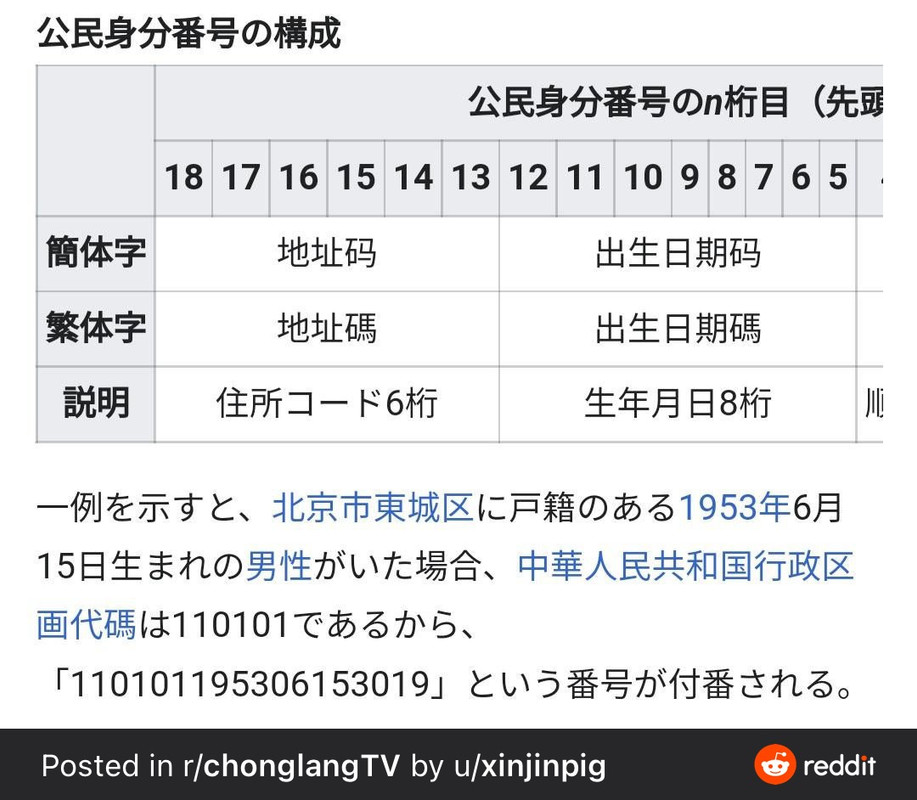 公民身分番号の構成
公民身分番号のn桁目（先頭
18 17 16 15 14 13 12 11 10 9 8 7 6 5
簡体字 地址码 出生日期码
繁体字 地址碼 出生日期碼
説明 住所コード6桁 生年月日8桁 順
一例を示すと、北京市東城区に戸籍のある1953年6月
15日生まれの男性がいた場合、中華人民共和国行政区
画代碼は110101であるから、
「110101195306153019」という番号が付番される。
Posted in r/chonglangTV by u/xinjinpig reddit